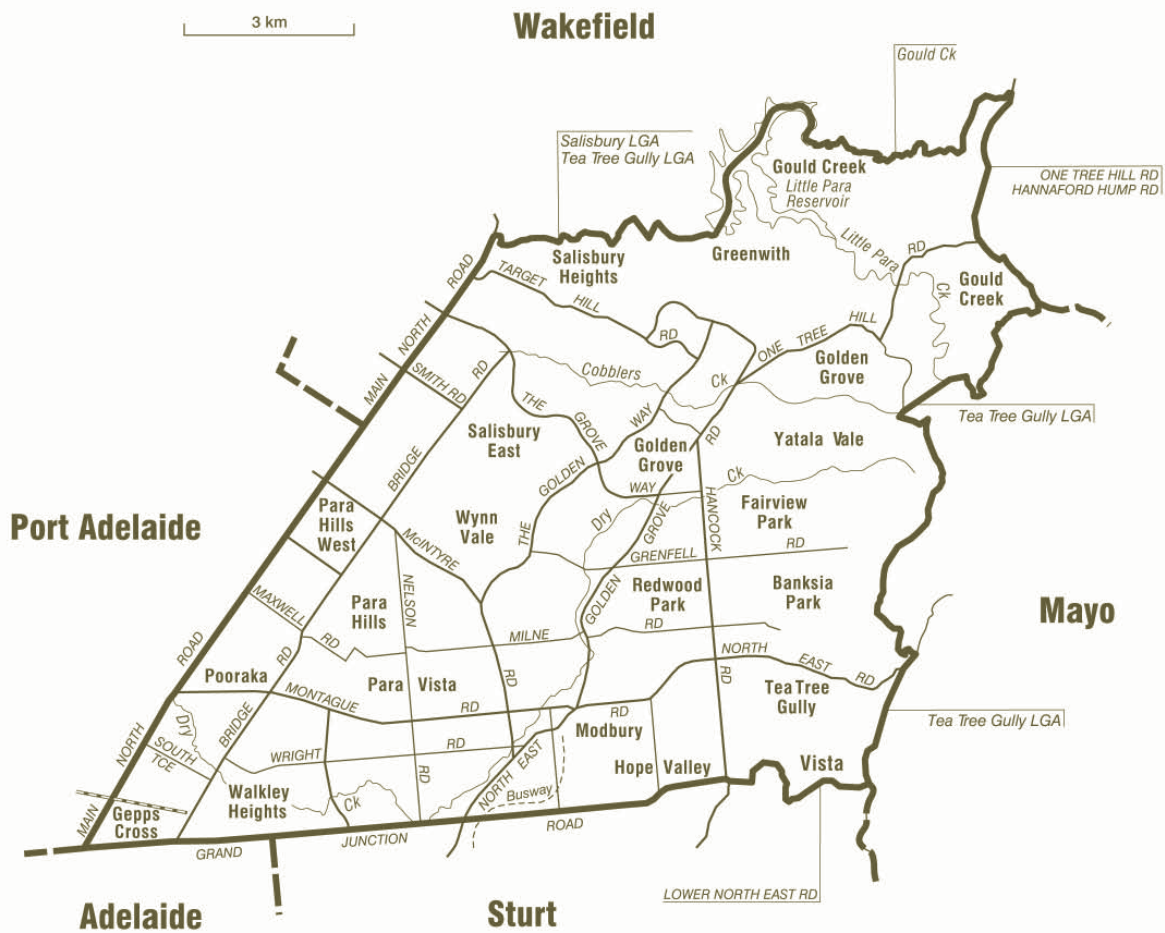 3 km
Wakefield
Gould Ck
Salisbury LGA
Tea Tree Gully LGA
Gould Creek
Little Para
Reservoir
ONE TREE HILL RD
HANNAFORD HUMP RD
Salisbury
Heights
Greenwith
Little Para
Ck
RD
Gould
Creek
TARGET
HILL
RD
ROAD
NORTH
MAIN
SMITH RD
RD
BRIDGE
Cobblers
Ck
ONE TREE HILL
Golden
Grove
Tea Tree Gully LGA
THE
GROVE
WAY
Salisbury
East
WAY
GOLDEN
THE
Golden
Grove
RD
Yatala Vale
Port Adelaide
Para
Hills
West
Wynn
Vale
McINTYRE
Dry
Ck
GROVE
GOLDEN
HANCOCK
Fairview
Park
GRENFELL
RD
MAXWELL
RD
Para
Hills
NELSON
Redwood
Park
Banksia
Park
Mayo
MILNE
RD
ROAD
Pooraka
RD
Para Vista
RD
NORTH EAST
RD
RD
MONTAGUE
RD
RD
Tea Tree
Gully
Tea Tree Gully LGA
Dry
BRIDGE
Modbury
NORTH
SOUTH
TCE
WRIGHT
RD
NORTH EAST
Hope Valley
Vista
Walkley
Heights
Ck
RD
Busway
MAIN
Gepps
Cross
GRAND
JUNCTION
ROAD
LOWER NORTH EAST RD
Adelaide
Sturt